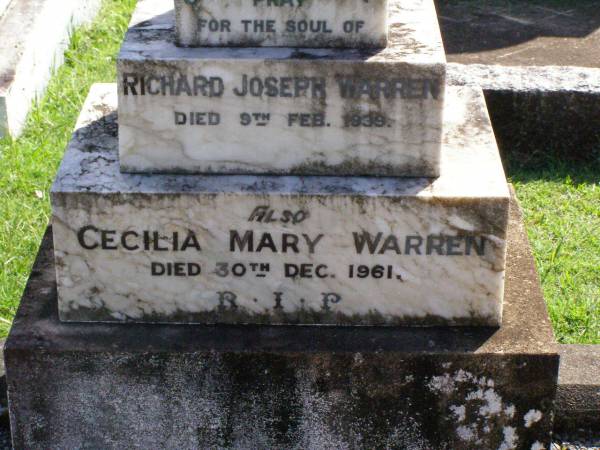 PRAY
FOR THE SOUL OF
RICHARD JOSEPH WARREN
DIED 9TH FEB. 1939.
ALSO
CECILIA MARY WARREN
DIED 30TH DEC. 1961.
R.I.P